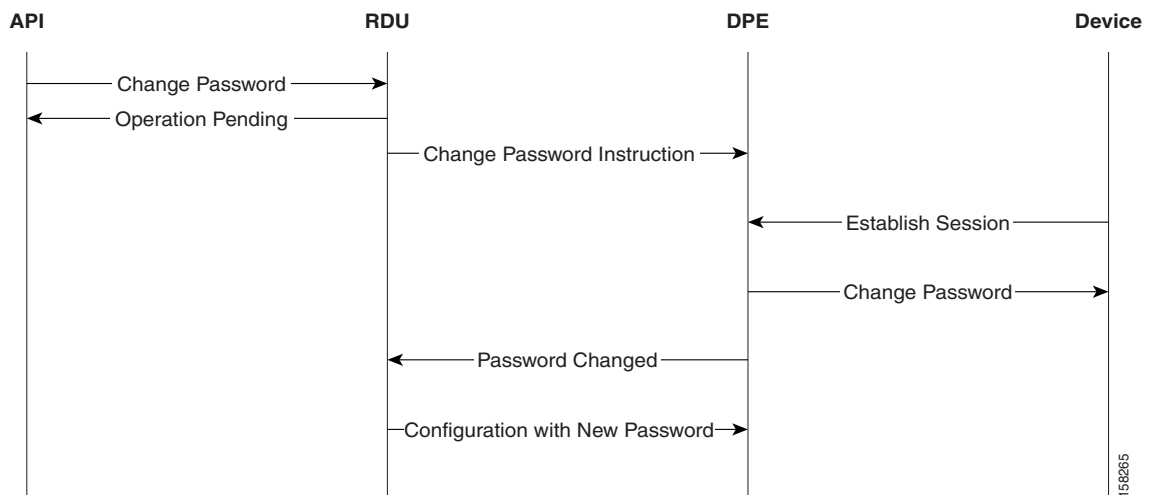 API
RDU
DPE
Device
Change Password
Operation Pending
Change Password Instruction
Establish Session
Change Password
Password Changed
Configuration with New Password
158265